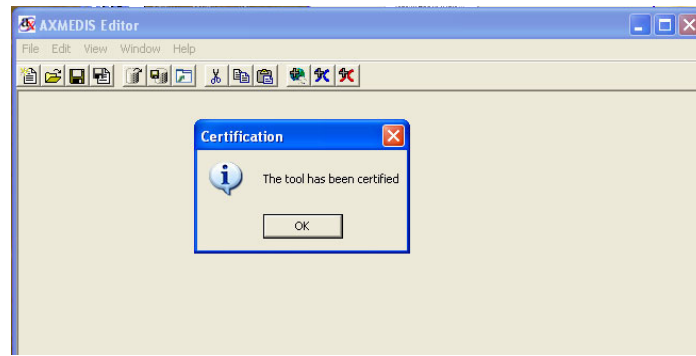 AXMEDIS Editor
File Edit View Window Help
Certification
The tool has been certified
OK